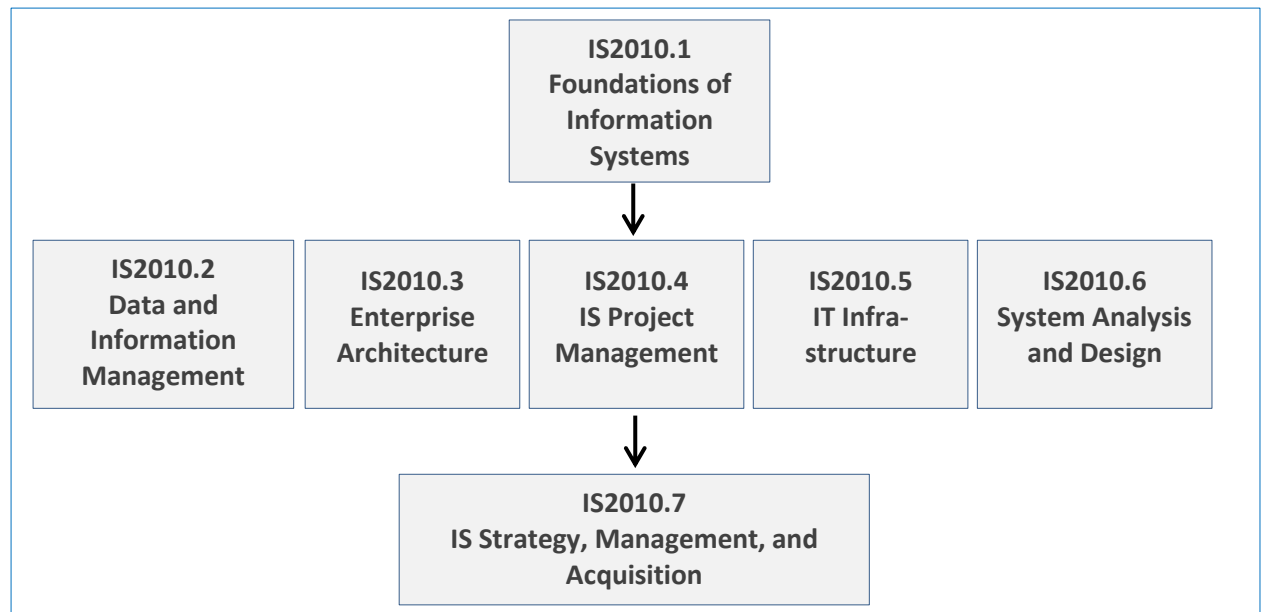 IS2010.1
Foundations of
Information
Systems
IS2010.2
Data and
Information
Management
IS2010.3
Enterprise
Architecture
IS2010.4
IS Project
Management
IS2010.5
IT Infra-
structure
IS2010.6
System Analysis
and Design
IS2010.7
IS Strategy, Management, and
Acquisition